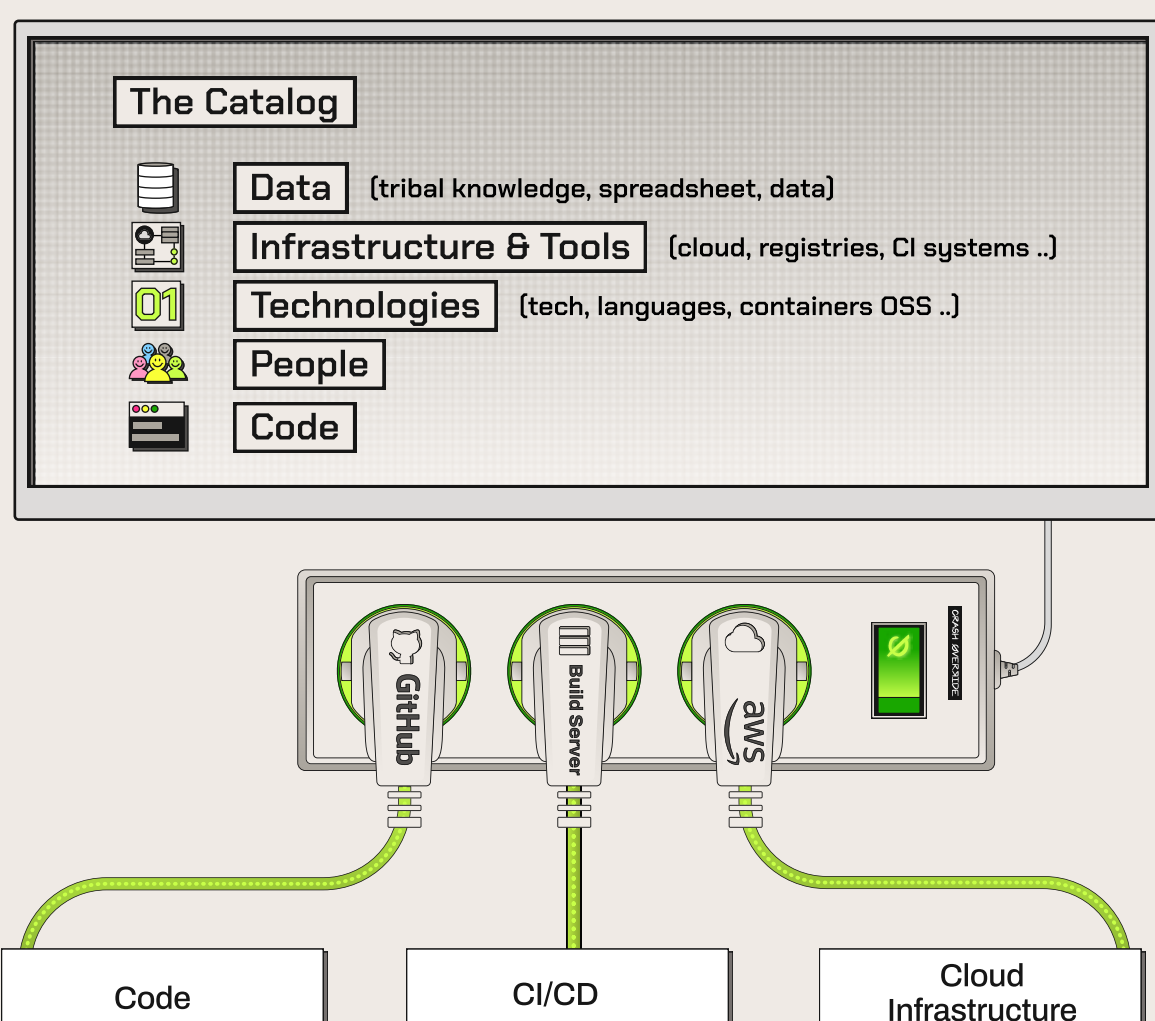 The Catalog
Data (tribal knowledge, spreadsheet, data)
Infrastructure & Tools (cloud, registries, CI systems ..)
01 Technologies (tech, languages, containers OSS ..)
People
Code
GitHub
Build Server
aws
CRASH ØVERRIDE
Code
CI/CD
Cloud
Infrastructure